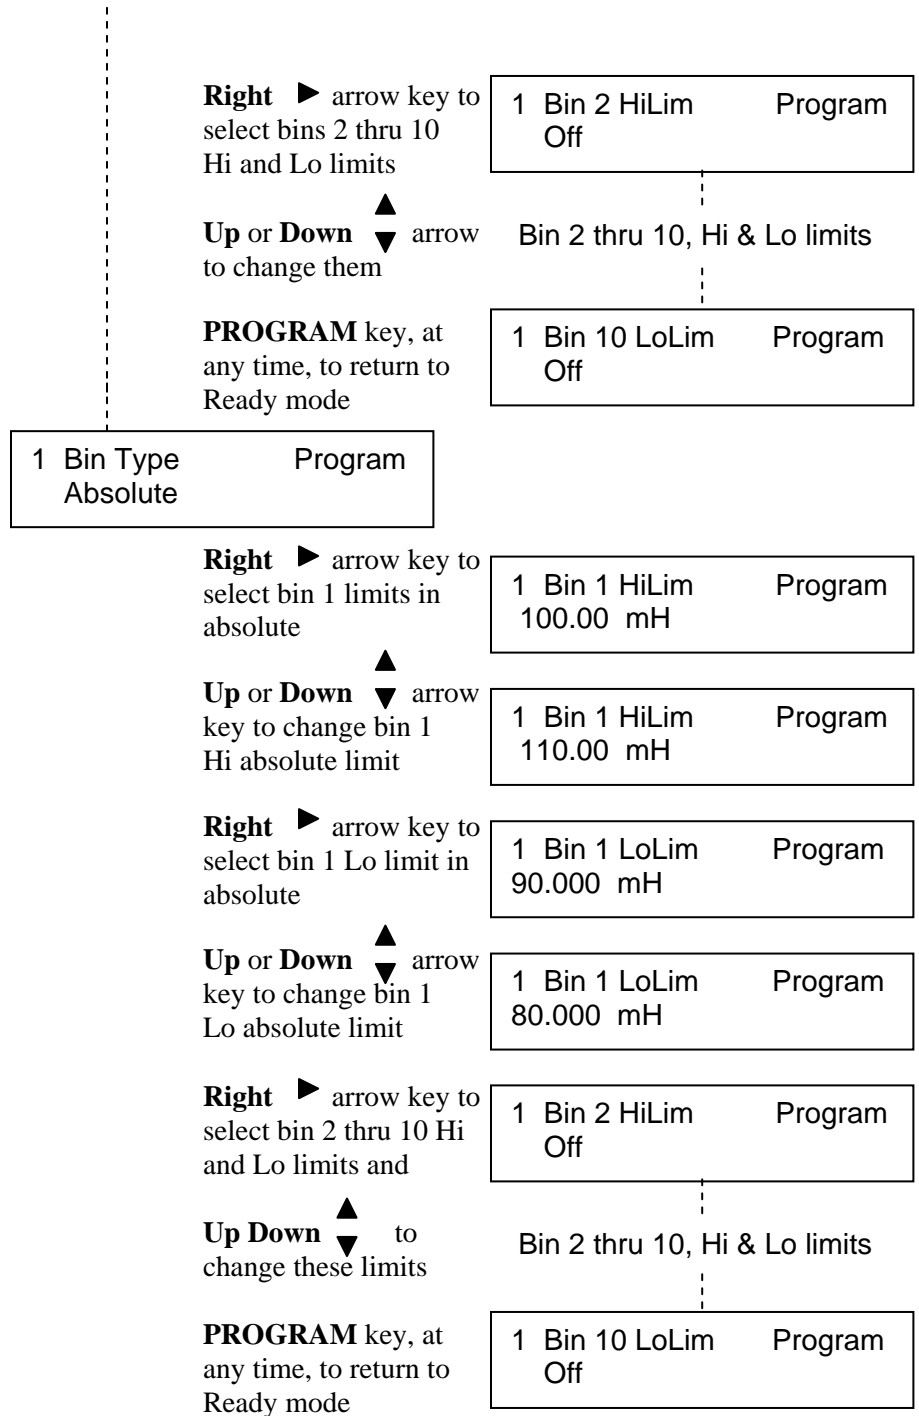 Right ► arrow key to
select bins 2 thru 10
Hi and Lo limits
1 Bin 2 HiLim Program
Off
Up or Down ▲▼ arrow
to change them
Bin 2 thru 10, Hi & Lo limits
PROGRAM key, at
any time, to return to
Ready mode
1 Bin 10 LoLim Program
Off
1 Bin Type Program
Absolute
Right ► arrow key to
select bin 1 limits in
absolute
1 Bin 1 HiLim Program
100.00 mH
Up or Down ▲▼ arrow
key to change bin 1
Hi absolute limit
1 Bin 1 HiLim Program
110.00 mH
Right ► arrow key to
select bin 1 Lo limit in
absolute
1 Bin 1 LoLim Program
90.000 mH
Up or Down ▲▼ arrow
key to change bin 1
Lo absolute limit
1 Bin 1 LoLim Program
80.000 mH
Right ► arrow key to
select bin 2 thru 10 Hi
and Lo limits and
1 Bin 2 HiLim Program
Off
Up Down ▲▼ to
change these limits
Bin 2 thru 10, Hi & Lo limits
PROGRAM key, at
any time, to return to
Ready mode
1 Bin 10 LoLim Program
Off